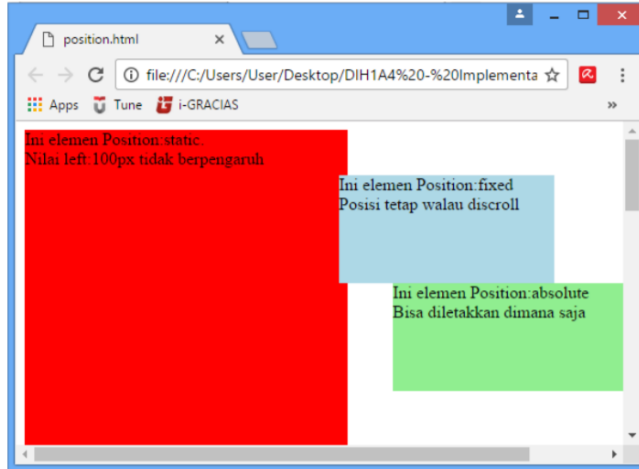 position.html
file:///C:/Users/User/Desktop/DIH1A4%20-%20Implementa
Apps Tune i-GRACIAS
Ini elemen Position:static.
Nilai left:100px tidak berpengaruh
Ini elemen Position:fixed
Posisi tetap walau discroll
Ini elemen Position:absolute
Bisa diletakkan dimana saja